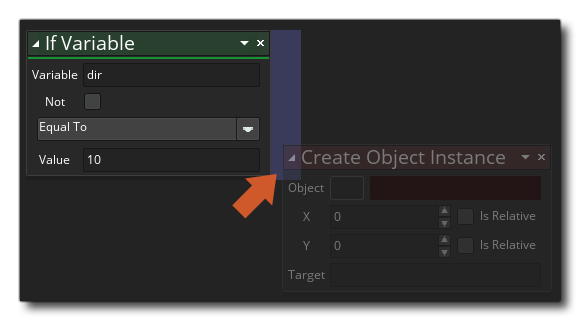 If Variable
Variable dir
Not
Equal To
Value 10
Create Object Instance
Object
X 0 Is Relative
Y 0 Is Relative
Target